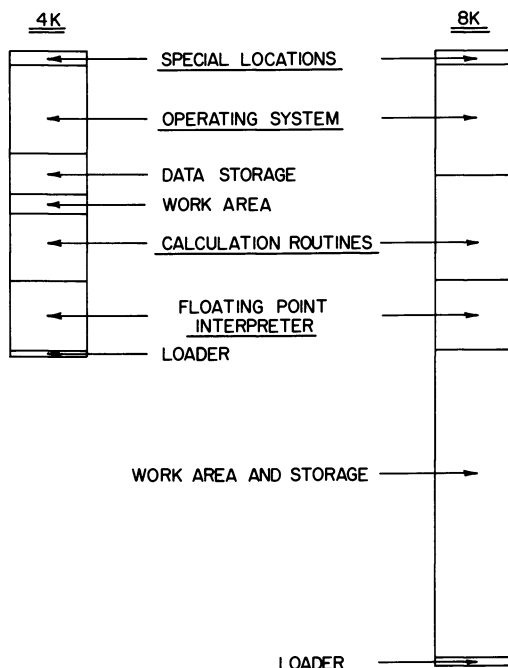 4K
8K
SPECIAL LOCATIONS
OPERATING SYSTEM
DATA STORAGE
WORK AREA
CALCULATION ROUTINES
FLOATING POINT
INTERPRETER
LOADER
WORK AREA AND STORAGE
LOADER